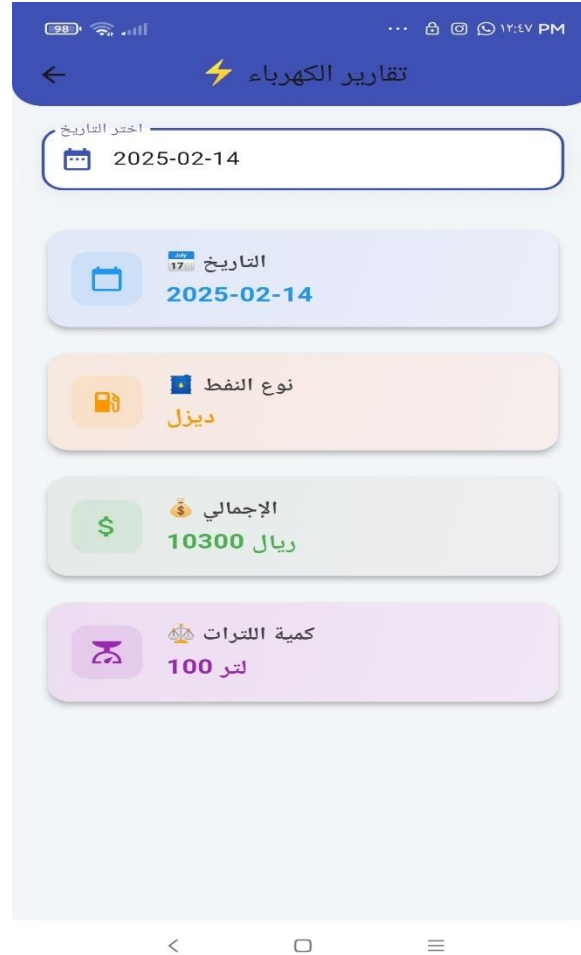 98 ١٢:٤٧ PM
تقارير الكهرباء ⚡
اختر التاريخ
2025-02-14
التاريخ 📅
2025-02-14
نوع النفط 🛢️
ديزل
الإجمالي 💰
ريال 10300
كمية اللترات ⚖️
لتر 100